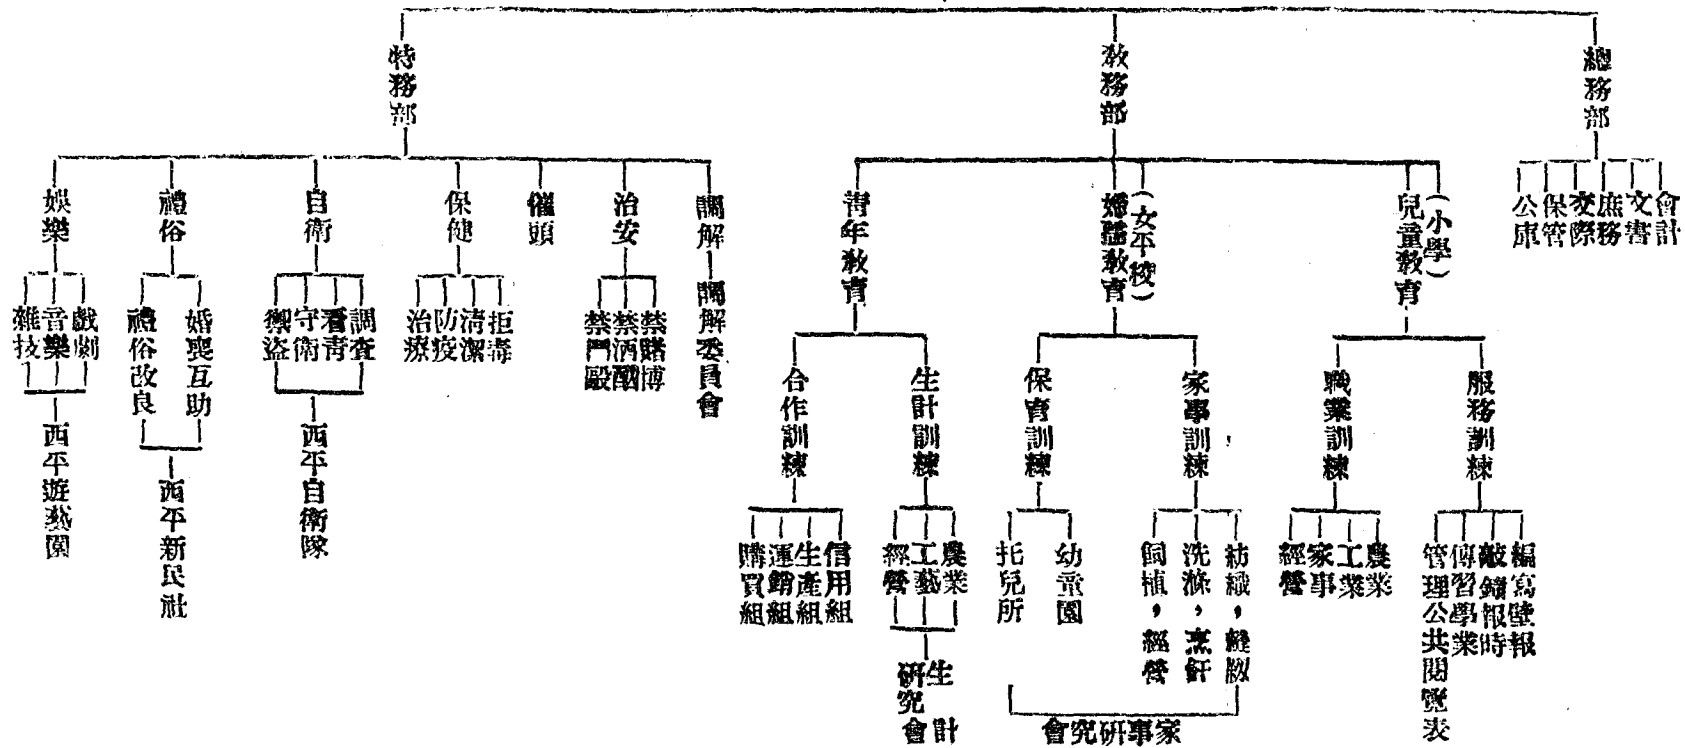 總務部
會計
文書
庶務
交際
保管
公庫
教務部
(小學)
兒童教育
服務訓練
編寫壁報
敲鐘報時
傳習學業
管理公共閱覽表
職業訓練
農業
工業
家事
經營
(女平校)
婦孺教育
家事訓練
紡織,縫紉
洗滌,烹飪
飼植,經營
保育訓練
幼童園
托兒所
家事研究會
青年教育
生計訓練
農業
工藝
經營
生計
研究會
合作訓練
信用組
生產組
運銷組
購買組
特務部
調解
調解委員會
治安
禁賭博
禁酒醺
禁鬥毆
催頭
保健
拒毒
清潔
防疫
治療
自衛
調查
看青
守衛
禦盜
西平自衛隊
禮俗
婚喪互助
禮俗改良
西平新民社
娛樂
戲劇
音樂
雜技
西平遊藝園